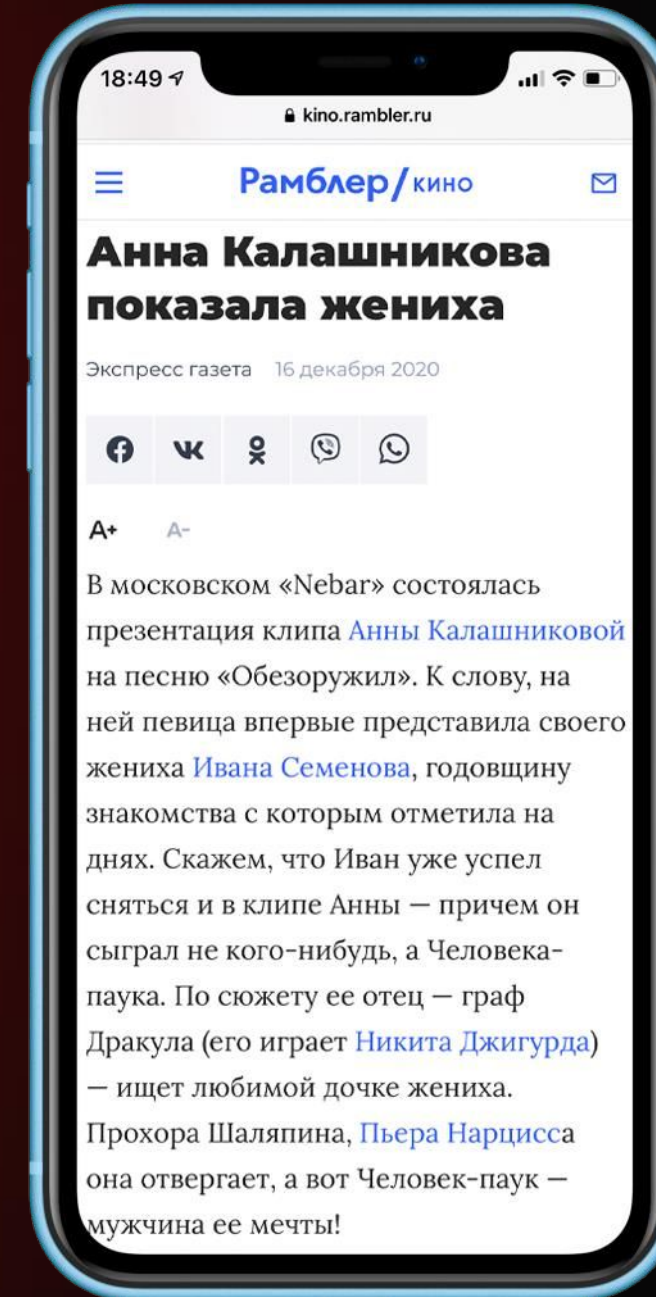 18:49
kino.rambler.ru
Рамблер/кино
Анна Калашникова
показала жениха
Экспресс газета 16 декабря 2020
A+ A-
В московском «Nebar» состоялась
презентация клипа Анны Калашниковой
на песню «Обезоружил». К слову, на
ней певица впервые представила своего
жениха Ивана Семенова, годовщину
знакомства с которым отметила на
днях. Скажем, что Иван уже успел
сняться и в клипе Анны — причем он
сыграл не кого-нибудь, а Человека-
паука. По сюжету ее отец — граф
Дракула (его играет Никита Джигурда)
— ищет любимой дочке жениха.
Прохора Шаляпина, Пьера Нарцисса
она отвергает, а вот Человек-паук —
мужчина ее мечты!